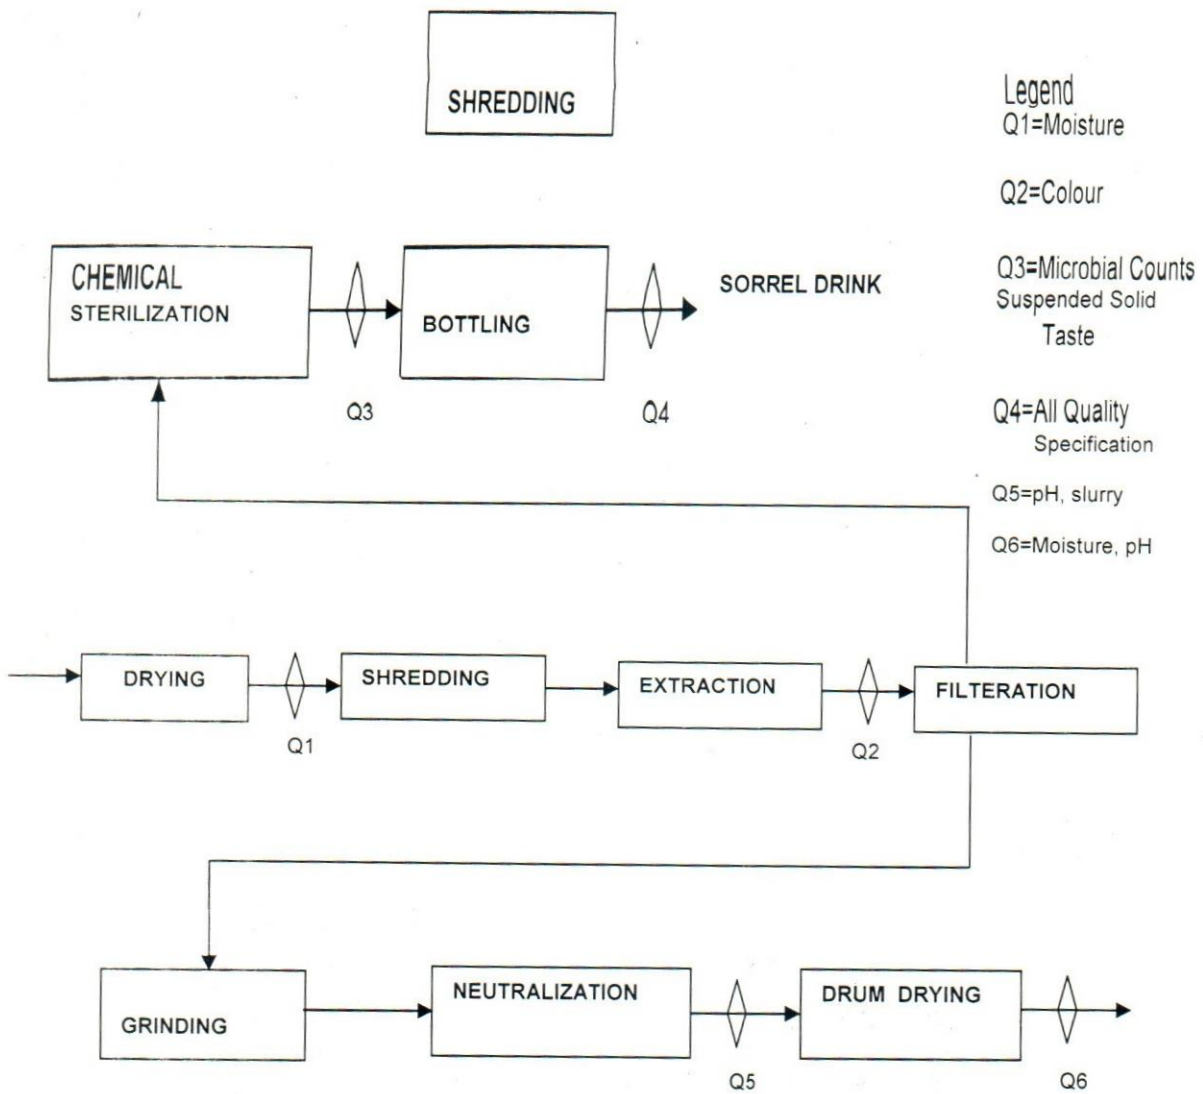 SHREDDING
Legend
Q1=Moisture
Q2=Colour
Q3=Microbial Counts
Suspended Solid
Taste
Q4=All Quality
Specification
Q5=pH, slurry
Q6=Moisture, pH
CHEMICAL
STERILIZATION
Q3
BOTTLING
Q4
SORREL DRINK
DRYING
Q1
SHREDDING
EXTRACTION
Q2
FILTERATION
GRINDING
NEUTRALIZATION
Q5
DRUM DRYING
Q6